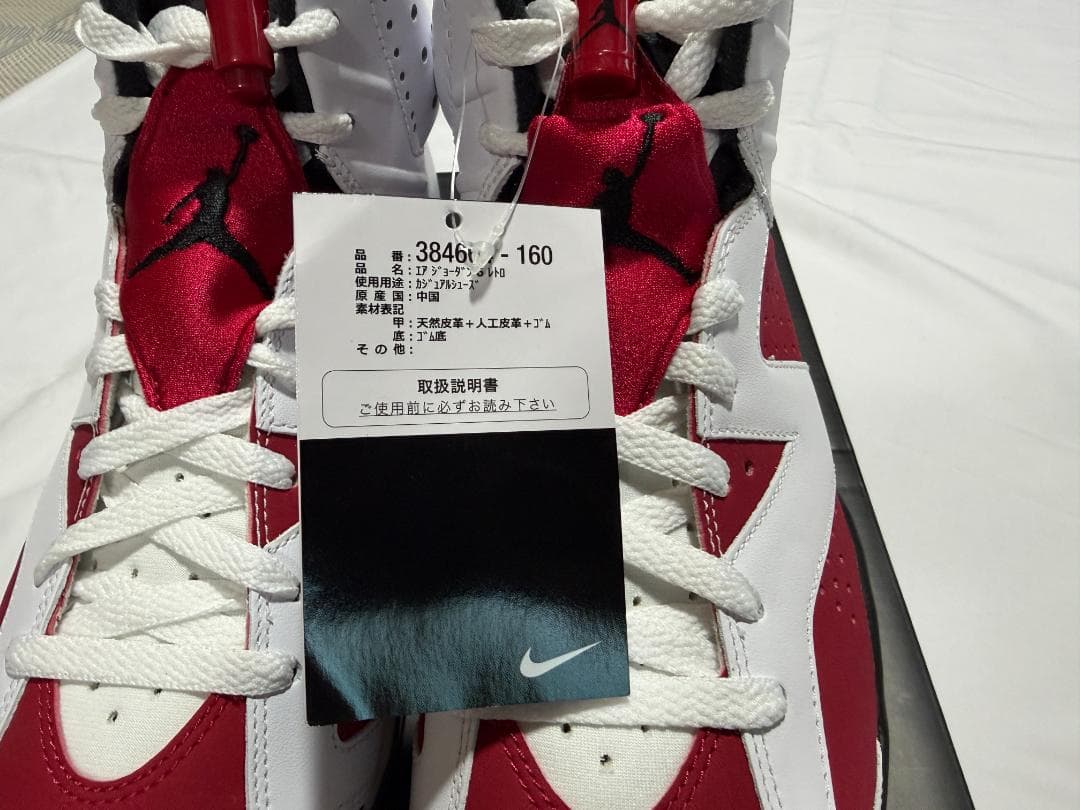 品 番：38466 - 160
品 名：ｴｱ ｼﾞｮｰﾀﾞﾝ 6 ﾚﾄﾛ
使用用途：ｶｼﾞｭｱﾙｼｭｰｽﾞ
原 産 国：中国
素材表記
甲：天然皮革＋人工皮革＋ｺﾞﾑ
底：ｺﾞﾑ底
そ の 他：
取扱説明書
ご使用前に必ずお読み下さい